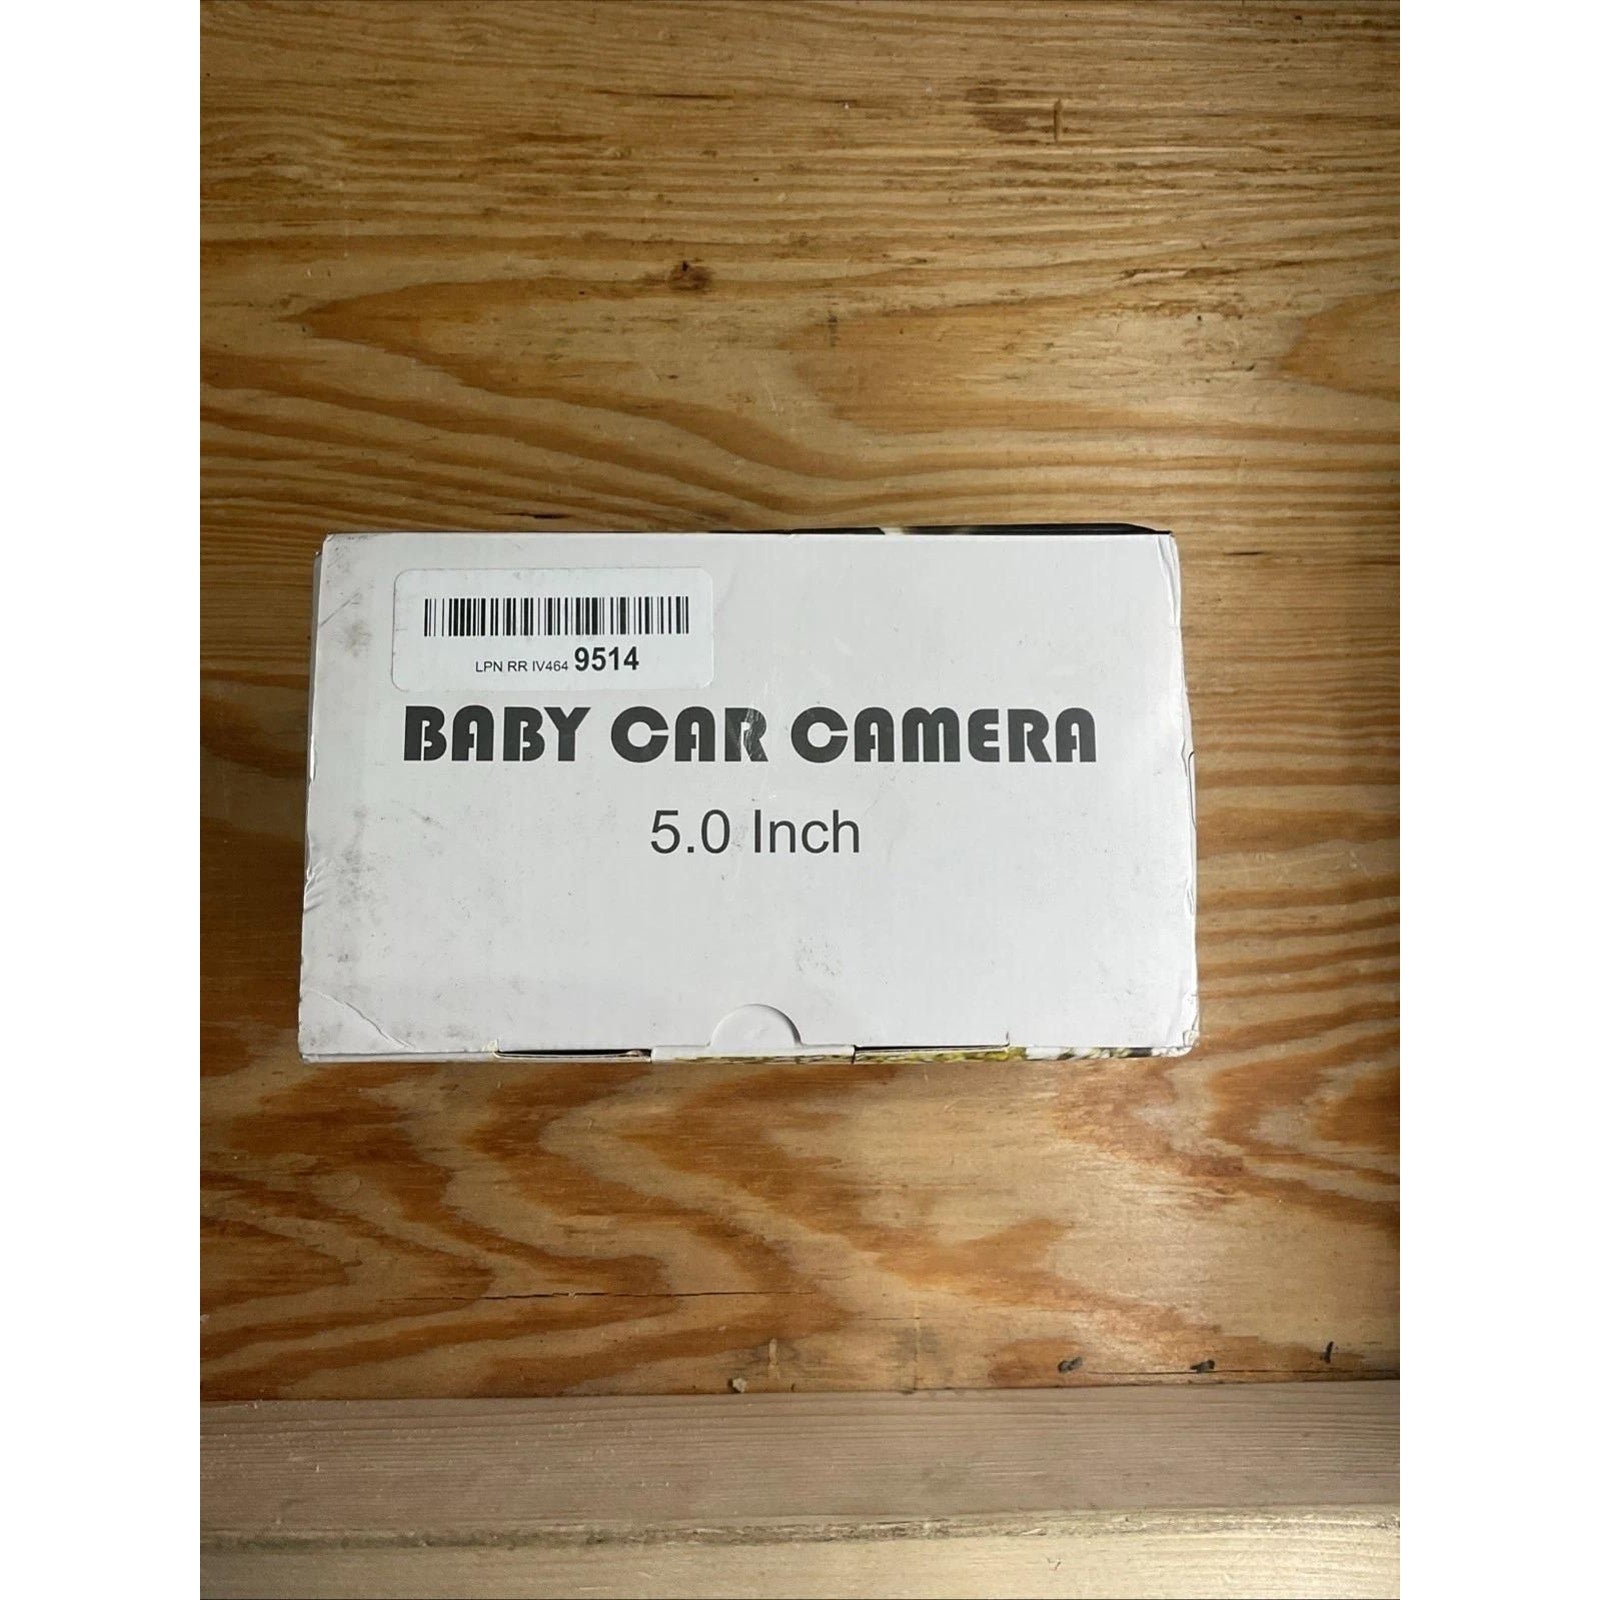 LPN RR IV464 9514
BABY CAR CAMERA
5.0 Inch